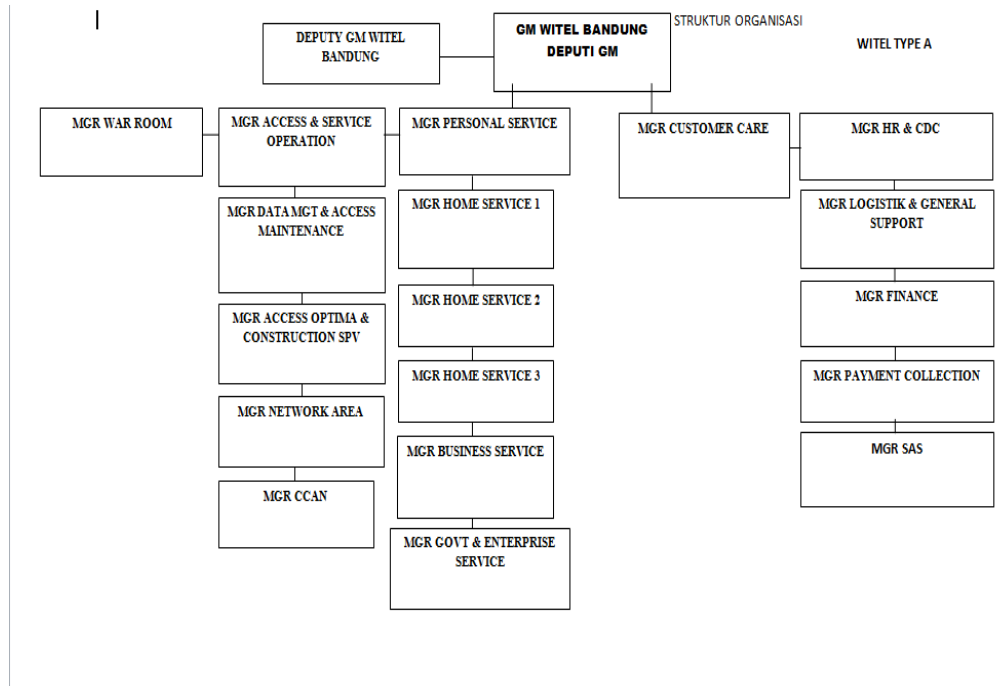 STRUKTUR ORGANISASI
WITEL TYPE A
GM WITEL BANDUNG
DEPUTI GM
DEPUTY GM WITEL
BANDUNG
MGR WAR ROOM
MGR ACCESS & SERVICE
OPERATION
MGR PERSONAL SERVICE
MGR CUSTOMER CARE
MGR HR & CDC
MGR DATA MGT & ACCESS
MAINTENANCE
MGR HOME SERVICE 1
MGR LOGISTIK & GENERAL
SUPPORT
MGR ACCESS OPTIMA &
CONSTRUCTION SPV
MGR HOME SERVICE 2
MGR FINANCE
MGR NETWORK AREA
MGR HOME SERVICE 3
MGR PAYMENT COLLECTION
MGR CCAN
MGR BUSINESS SERVICE
MGR SAS
MGR GOVT & ENTERPRISE
SERVICE